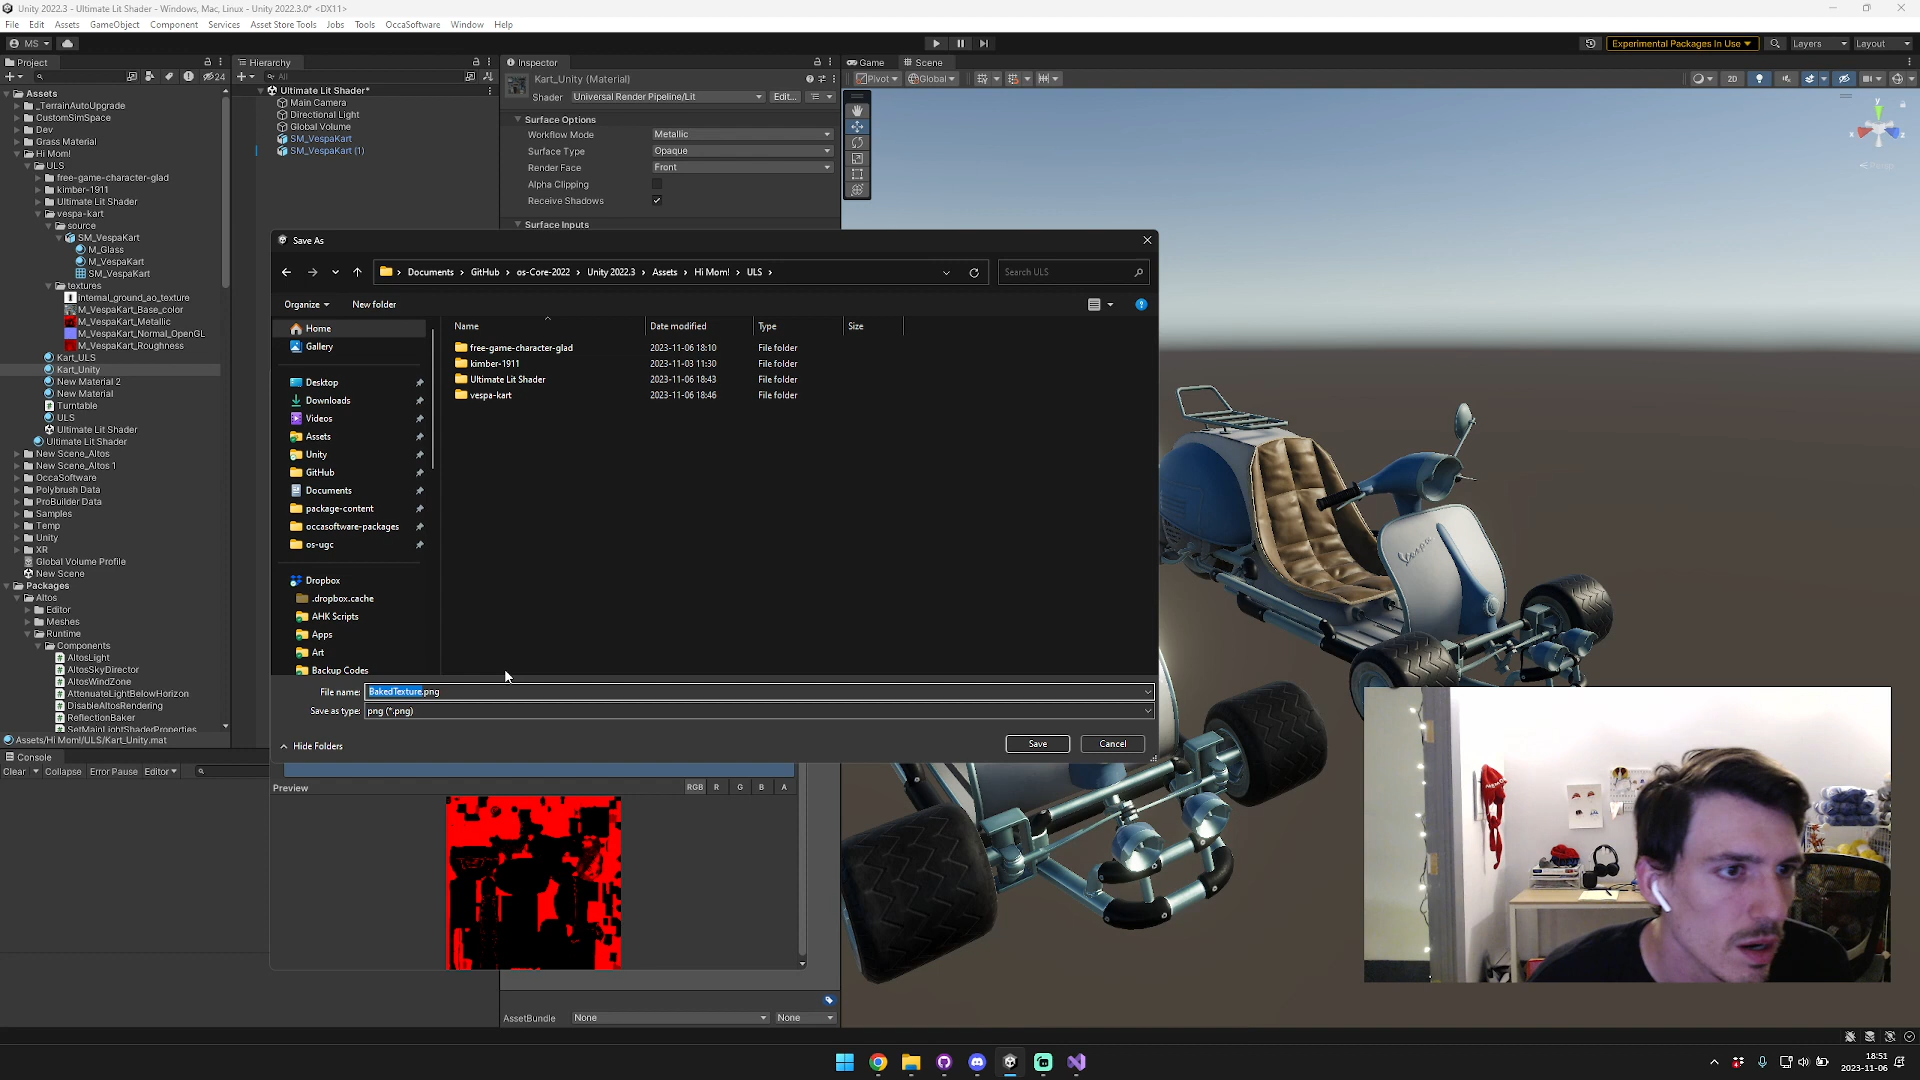 Unity 2022.3 - Ultimate Lit Shader - Windows, Mac, Linux - Unity 2022.3.0* <DX11>
File Edit Assets GameObject Component Services Asset Store Tools Jobs Tools OccaSoftware Window Help
MS
Experimental Packages In Use
Layers
Layout
Project
24
Assets
_TerrainAutoUpgrade
CustomSimSpace
Dev
Grass Material
Hi Mom!
ULS
free-game-character-glad
kimber-1911
Ultimate Lit Shader
vespa-kart
source
SM_VespaKart
M_Glass
M_VespaKart
SM_VespaKart
textures
internal_ground_ao_texture
M_VespaKart_Base_color
M_VespaKart_Metallic
M_VespaKart_Normal_OpenGL
M_VespaKart_Roughness
Kart_ULS
Kart_Unity
New Material 2
New Material
Turntable
ULS
Ultimate Lit Shader
Ultimate Lit Shader
New Scene_Altos
New Scene_Altos 1
OccaSoftware
Polybrush Data
ProBuilder Data
Samples
Temp
Unity
XR
Global Volume Profile
New Scene
Packages
Altos
Editor
Meshes
Runtime
Components
AltosLight
AltosSkyDirector
AltosWindZone
AttenuateLightBelowHorizon
DisableAltosRendering
ReflectionBaker
SetMainLightShaderProperties
Assets/Hi Mom!/ULS/Kart_Unity.mat
Console
Clear Collapse Error Pause Editor
Hierarchy
All
Ultimate Lit Shader*
Main Camera
Directional Light
Global Volume
SM_VespaKart
SM_VespaKart (1)
Inspector
Kart_Unity (Material)
Shader Universal Render Pipeline/Lit Edit...
Surface Options
Workflow Mode Metallic
Surface Type Opaque
Render Face Front
Alpha Clipping
Receive Shadows
Surface Inputs
Game Scene
Pivot Global
2D
y
x
z
Persp
Save As
Documents GitHub os-Core-2022 Unity 2022.3 Assets Hi Mom! ULS
Search ULS
Organize New folder
Home
Gallery
Desktop
Downloads
Videos
Assets
Unity
GitHub
Documents
package-content
occasoftware-packages
os-ugc
Dropbox
.dropbox.cache
AHK Scripts
Apps
Art
Backup Codes
Name Date modified Type Size
free-game-character-glad 2023-11-06 18:10 File folder
kimber-1911 2023-11-03 11:30 File folder
Ultimate Lit Shader 2023-11-06 18:43 File folder
vespa-kart 2023-11-06 18:46 File folder
File name: BakedTexture.png
Save as type: png (*.png)
Hide Folders
Save
Cancel
Preview
RGB R G B A
AssetBundle None None
Vespa
18:51
2023-11-06